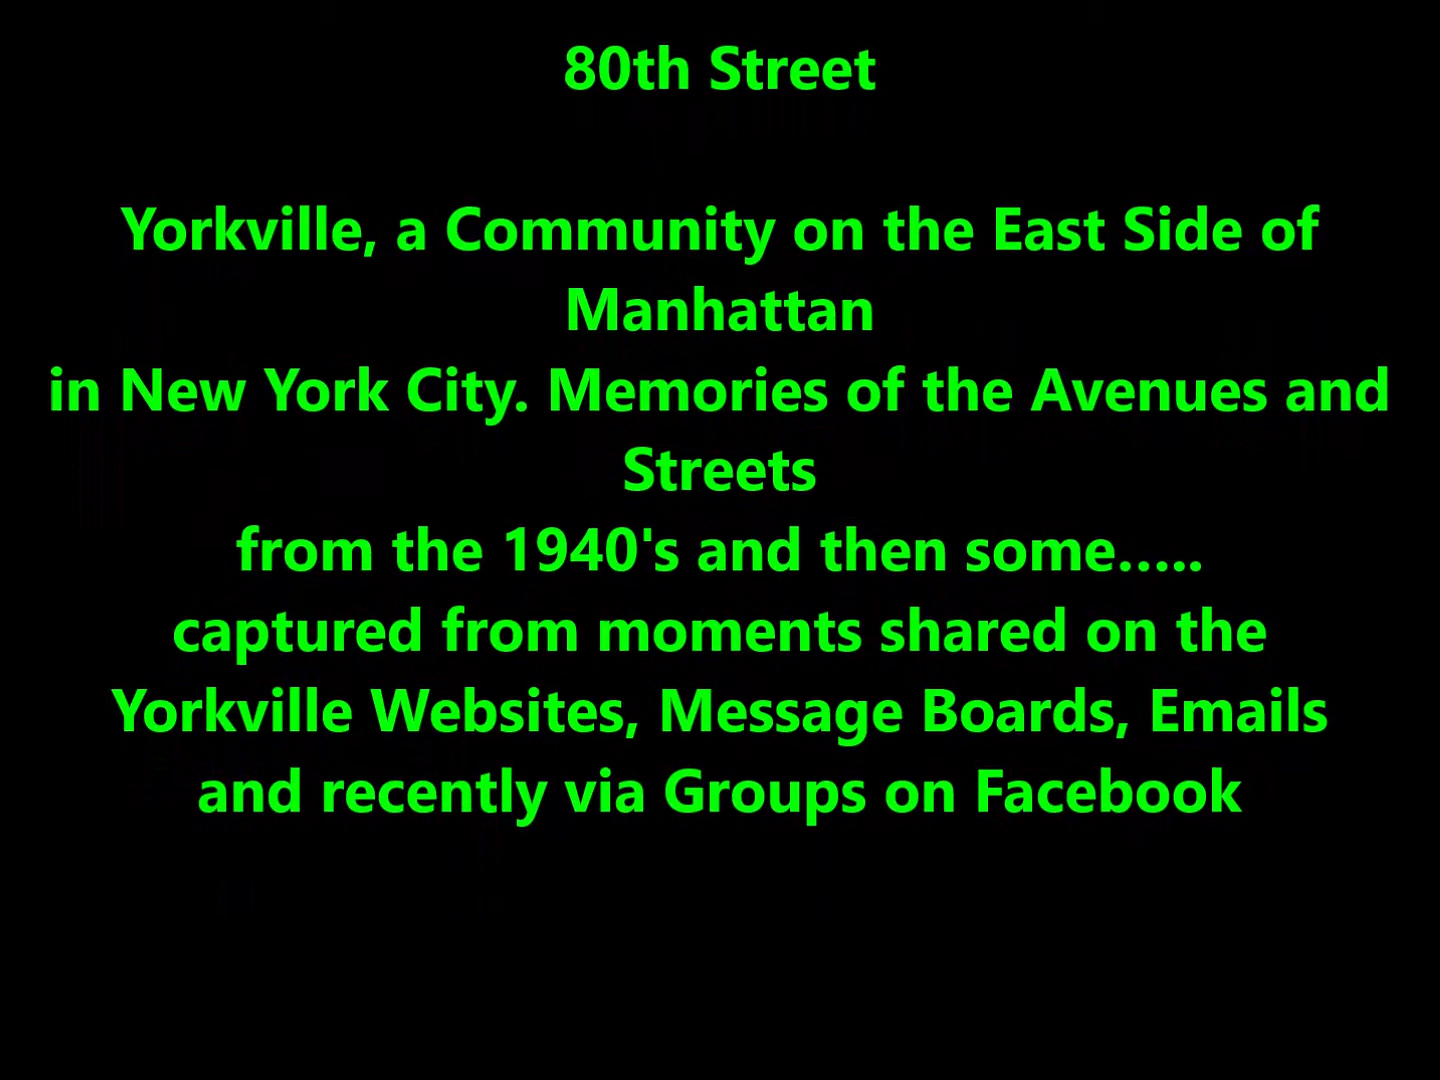 80th Street
Yorkville, a Community on the East Side of
Manhattan
in New York City. Memories of the Avenues and
Streets
from the 1940's and then some…..
captured from moments shared on the
Yorkville Websites, Message Boards, Emails
and recently via Groups on Facebook